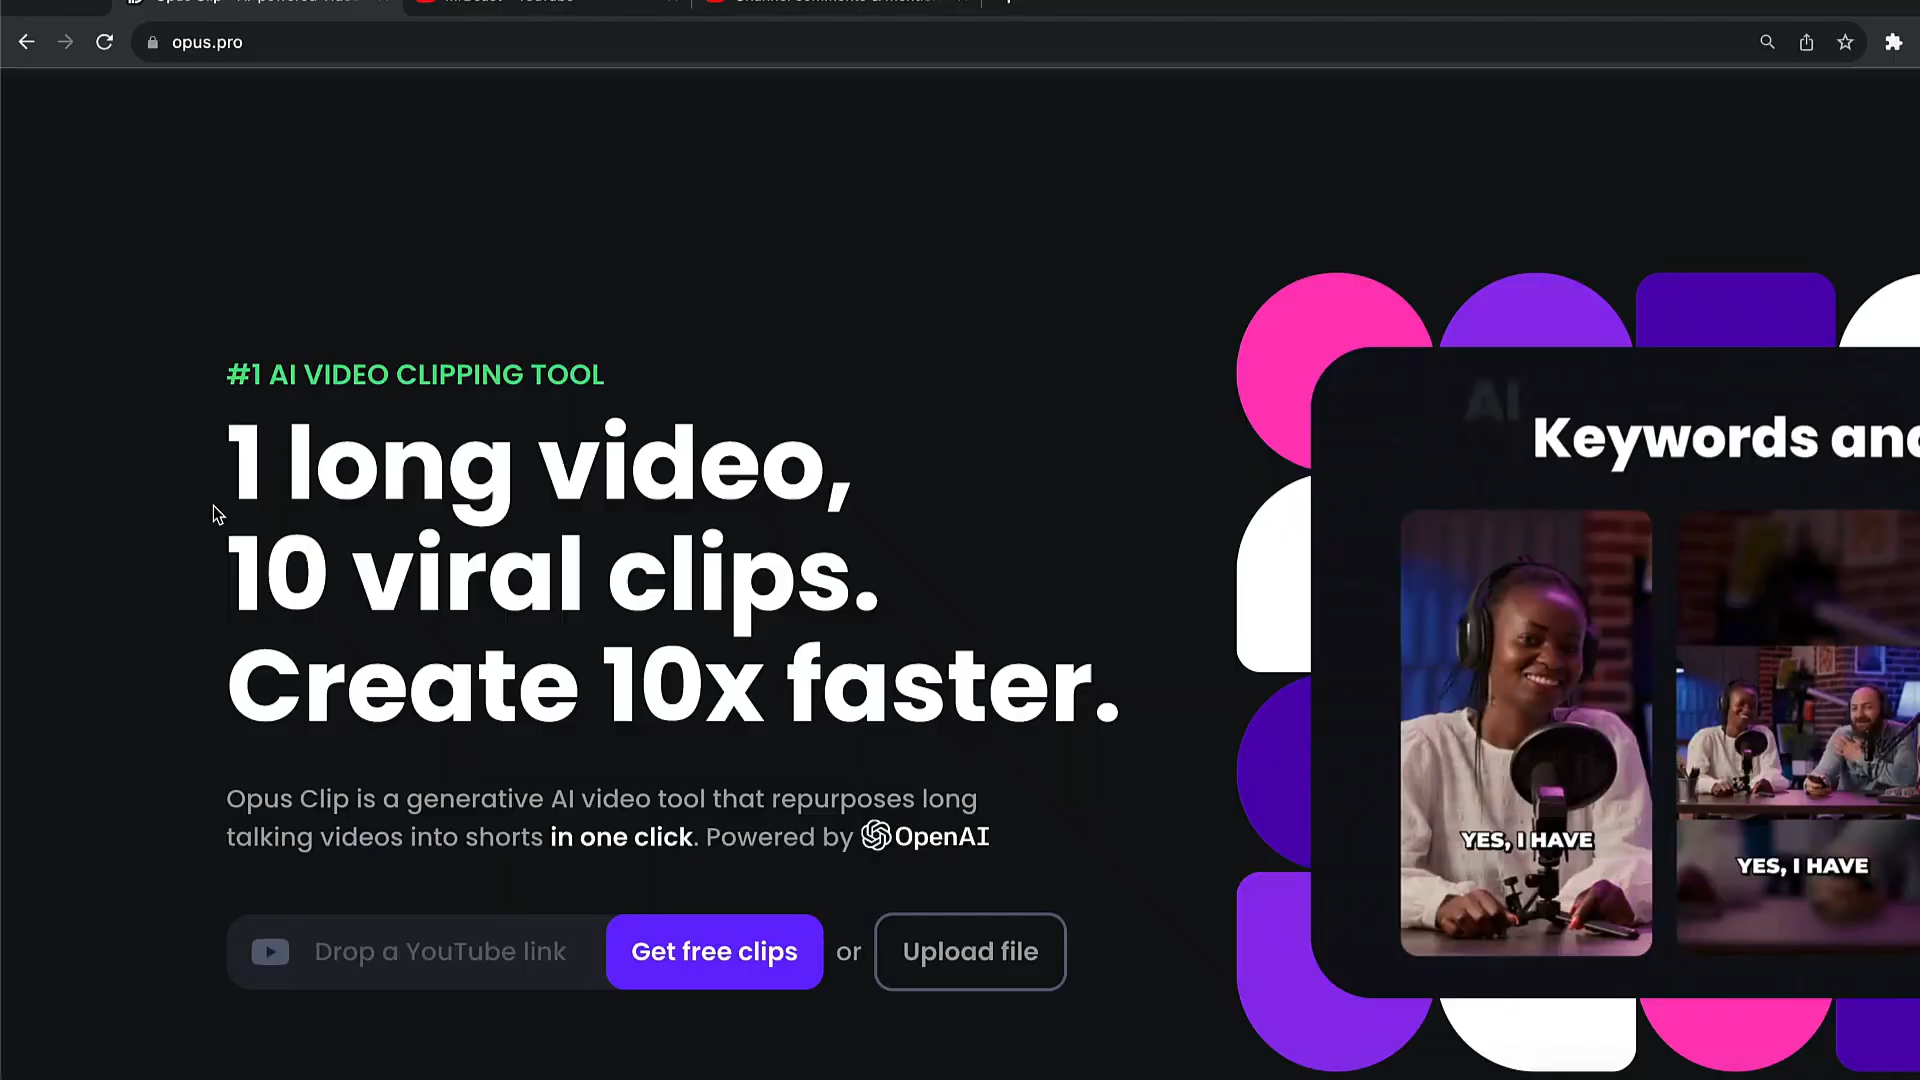 opus.pro
#1 AI VIDEO CLIPPING TOOL
1 long video,
10 viral clips.
Create 10x faster.
Opus Clip is a generative AI video tool that repurposes long
talking videos into shorts in one click. Powered by OpenAI
Drop a YouTube link
Get free clips
or
Upload file
AI
Keywords and
YES, I HAVE
YES, I HAVE